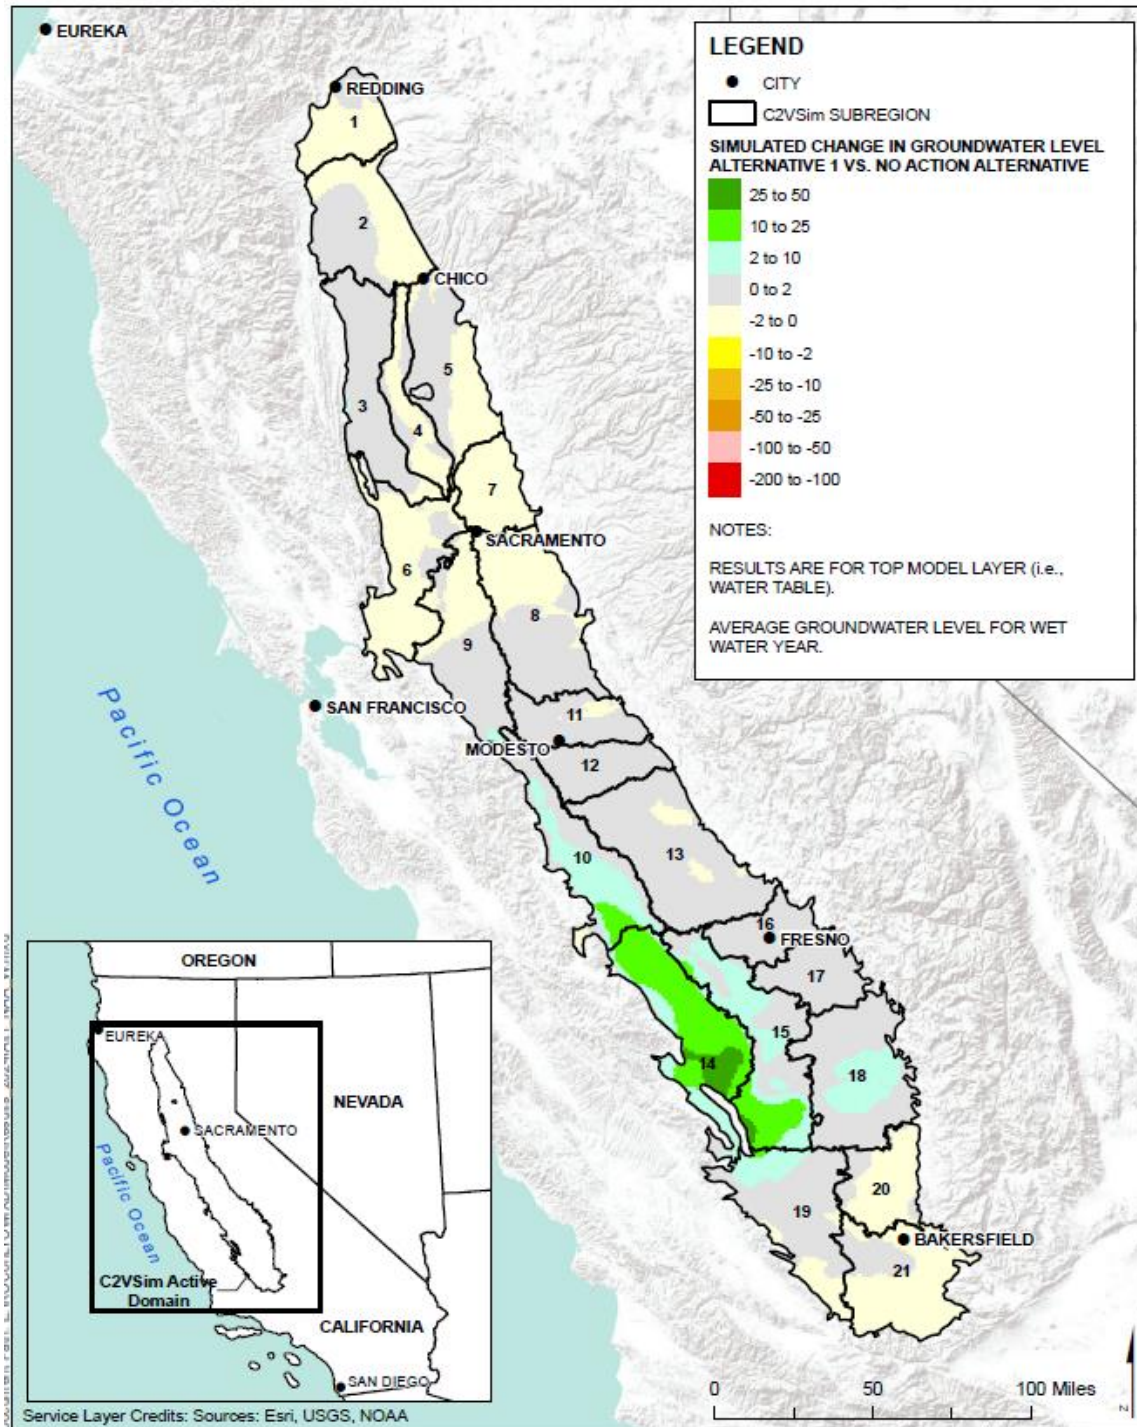 EUREKA
REDDING
1
2
CHICO
3
4
5
6
7
SACRAMENTO
8
9
SAN FRANCISCO
11
MODESTO
12
10
13
16
FRESNO
17
14
15
18
19
20
BAKERSFIELD
21
Pacific Ocean
LEGEND
CITY
C2VSim SUBREGION
SIMULATED CHANGE IN GROUNDWATER LEVEL
ALTERNATIVE 1 VS. NO ACTION ALTERNATIVE
25 to 50
10 to 25
2 to 10
0 to 2
-2 to 0
-10 to -2
-25 to -10
-50 to -25
-100 to -50
-200 to -100
NOTES:
RESULTS ARE FOR TOP MODEL LAYER (i.e.,
WATER TABLE).
AVERAGE GROUNDWATER LEVEL FOR WET
WATER YEAR.
OREGON
EUREKA
NEVADA
SACRAMENTO
Pacific Ocean
C2VSim Active
Domain
CALIFORNIA
SAN DIEGO
0 50 100 Miles
N
Service Layer Credits: Sources: Esri, USGS, NOAA